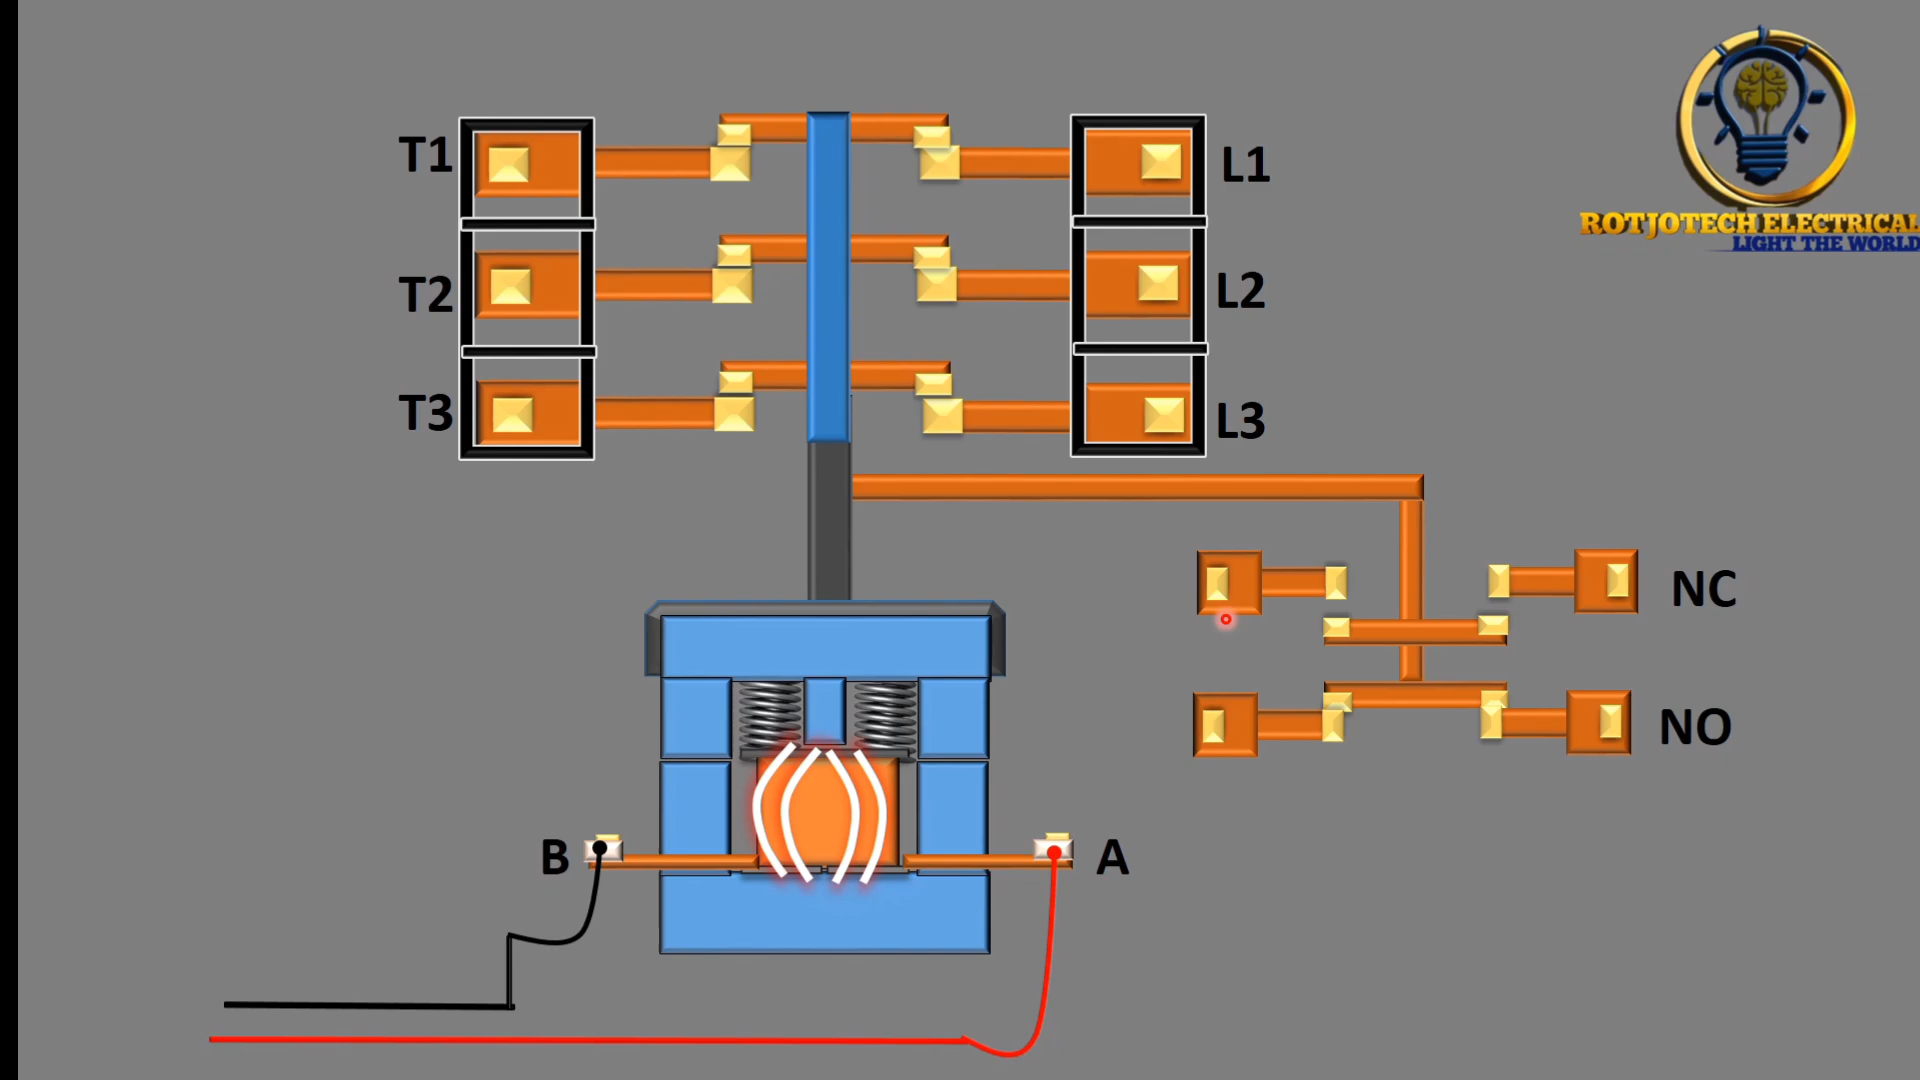 T1
L1
T2
L2
T3
L3
ROTJOTECH ELECTRICAL
LIGHT THE WORLD
NC
NO
B
A